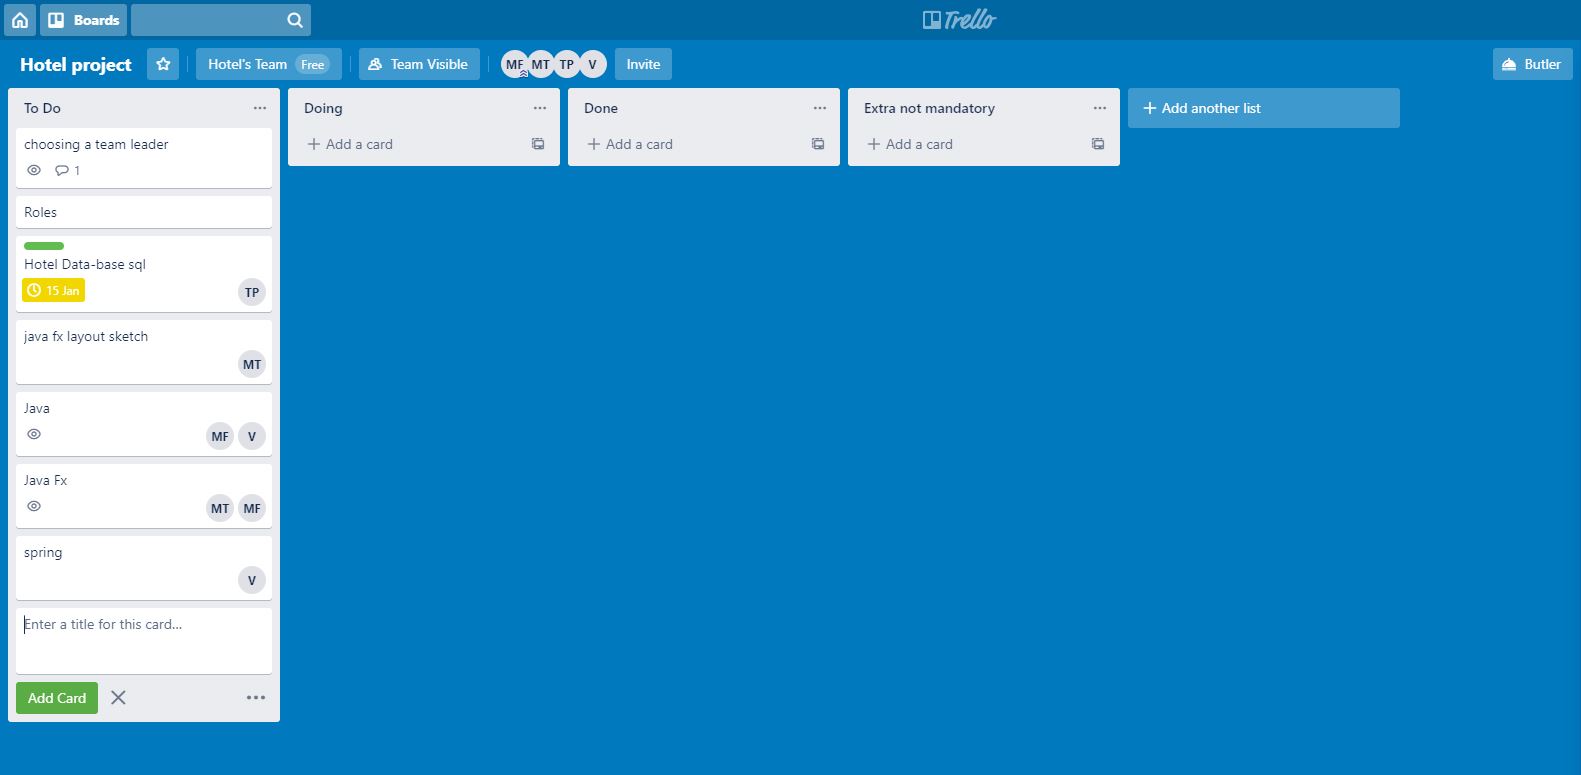 Boards
Trello
Hotel project
Hotel's Team Free
Team Visible
MF MT TP V
Invite
Butler
To Do
choosing a team leader
1
Roles
Hotel Data-base sql
15 Jan
TP
java fx layout sketch
MT
Java
MF V
Java Fx
MT MF
spring
V
Enter a title for this card...
Add Card
Doing
+ Add a card
Done
+ Add a card
Extra not mandatory
+ Add a card
+ Add another list